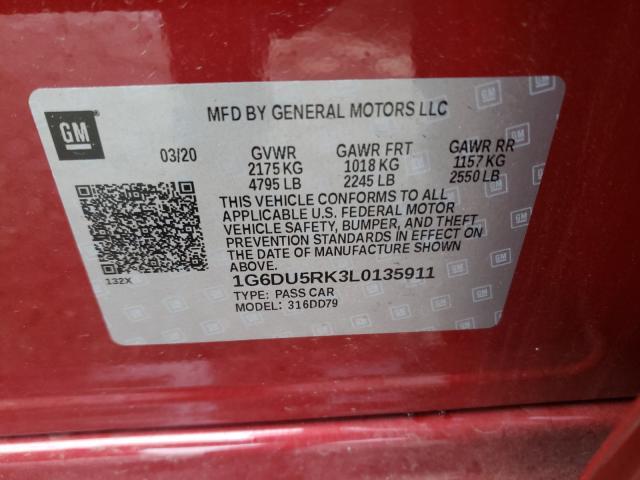 GM
MFD BY GENERAL MOTORS LLC
03/20 GVWR GAWR FRT GAWR RR
2175 KG 1018 KG 1157 KG
4795 LB 2245 LB 2550 LB
THIS VEHICLE CONFORMS TO ALL
APPLICABLE U.S. FEDERAL MOTOR
VEHICLE SAFETY, BUMPER, AND THEFT
PREVENTION STANDARDS IN EFFECT ON
THE DATE OF MANUFACTURE SHOWN
ABOVE.
132X
1G6DU5RK3L0135911
TYPE: PASS CAR
MODEL: 316DD79